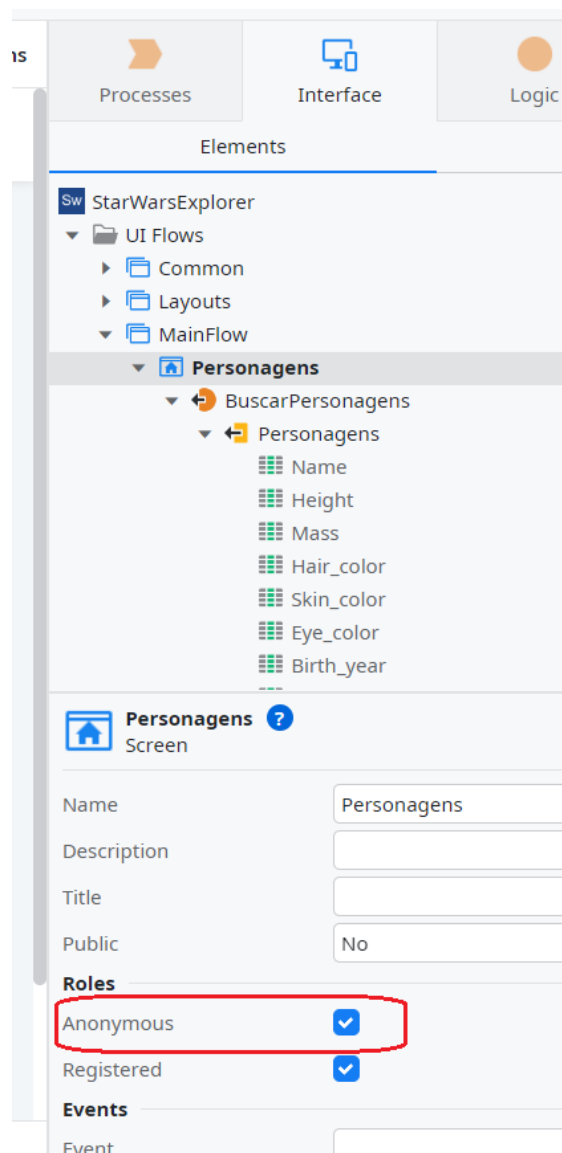 ns
Processes Interface Logic
Elements
Sw StarWarsExplorer
UI Flows
Common
Layouts
MainFlow
Personagens
BuscarPersonagens
Personagens
Name
Height
Mass
Hair_color
Skin_color
Eye_color
Birth_year
Personagens ?
Screen
Name Personagens
Description
Title
Public No
Roles
Anonymous
Registered
Events
Event